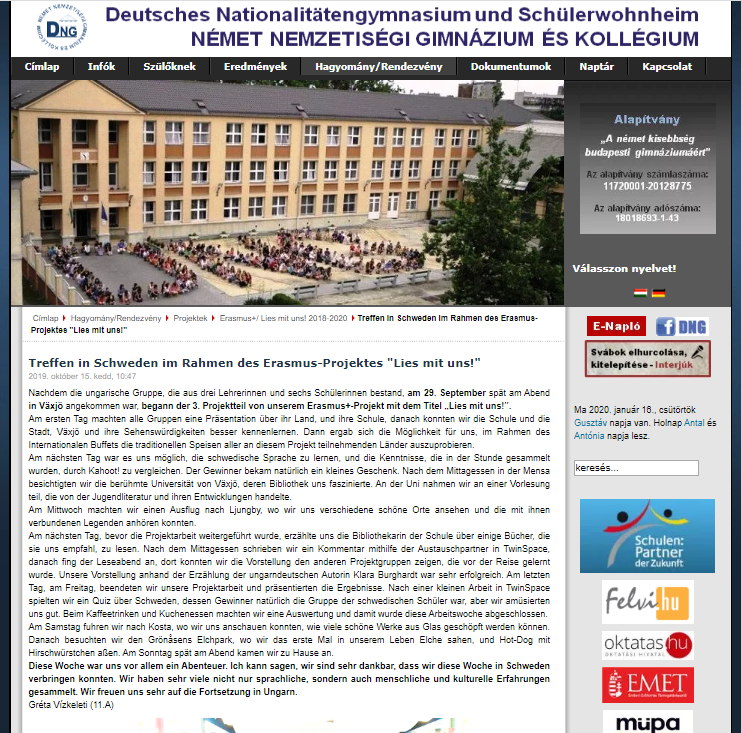 Deutsches Nationalitätengymnasium und Schülerwohnheim
DNG
NÉMET NEMZETISÉGI GIMNÁZIUM ÉS KOLLÉGIUM
Címlap Infók Szülőknek Eredmények Hagyomány/Rendezvény Dokumentumok Naptár Kapcsolat
Alapítvány
„A német kisebbség
budapesti gimnáziumáért"
Az alapítvány számlaszáma:
11720001-20128775
Az alapítvány adószáma:
18018693-1-43
Válasszon nyelvet!
Címlap Hagyomány/Rendezvény Projektek Erasmus+/ Lies mit uns! 2018-2020 Treffen in Schweden im Rahmen des Erasmus-
Projektes "Lies mit uns!"
Treffen in Schweden im Rahmen des Erasmus-Projektes "Lies mit uns!"
2019. október 15. kedd, 10:47
Nachdem die ungarische Gruppe, die aus drei Lehrerinnen und sechs Schülerinnen bestand, am 29. September spät am Abend
in Växjö angekommen war, begann der 3. Projektteil von unserem Erasmus+-Projekt mit dem Titel „Lies mit uns!".
Am ersten Tag machten alle Gruppen eine Präsentation über ihr Land, und ihre Schule, danach konnten wir die Schule und die
Stadt, Växjö und ihre Sehenswürdigkeiten besser kennenlernen. Dann ergab sich die Möglichkeit für uns, im Rahmen des
Internationalen Buffets die traditionellen Speisen aller an diesem Projekt teilnehmenden Länder auszuprobieren.
Am nächsten Tag war es uns möglich, die schwedische Sprache zu lernen, und die Kenntnisse, die in der Stunde gesammelt
wurden, durch Kahoot! zu vergleichen. Der Gewinner bekam natürlich ein kleines Geschenk. Nach dem Mittagessen in der Mensa
besichtigten wir die berühmte Universität von Växjö, deren Bibliothek uns faszinierte. An der Uni nahmen wir an einer Vorlesung
teil, die von der Jugendliteratur und ihren Entwicklungen handelte.
Am Mittwoch machten wir einen Ausflug nach Ljungby, wo wir uns verschiedene schöne Orte ansehen und die mit ihnen
verbundenen Legenden anhören konnten.
Am nächsten Tag, bevor die Projektarbeit weitergeführt wurde, erzählte uns die Bibliothekarin der Schule über einige Bücher, die
sie uns empfahl, zu lesen. Nach dem Mittagessen schrieben wir ein Kommentar mithilfe der Austauschpartner in TwinSpace,
danach fing der Leseabend an, dort konnten wir die Vorstellung den anderen Projektgruppen zeigen, die vor der Reise gelernt
wurde. Unsere Vorstellung anhand der Erzählung der ungarndeutschen Autorin Klara Burghardt war sehr erfolgreich. Am letzten
Tag, am Freitag, beendeten wir unsere Projektarbeit und präsentierten die Ergebnisse. Nach einer kleinen Arbeit in TwinSpace
spielten wir ein Quiz über Schweden, dessen Gewinner natürlich die Gruppe der schwedischen Schüler war, aber wir amüsierten
uns gut. Beim Kaffeetrinken und Kuchenessen machten wir eine Auswertung und damit wurde diese Arbeitswoche abgeschlossen.
Am Samstag fuhren wir nach Kosta, wo wir uns anschauen konnten, wie viele schöne Werke aus Glas geschöpft werden können.
Danach besuchten wir den Grönåsens Elchpark, wo wir das erste Mal in unserem Leben Elche sahen, und Hot-Dog mit
Hirschwürstchen aßen. Am Sonntag spät am Abend kamen wir zu Hause an.
Diese Woche war uns vor allem ein Abenteuer. Ich kann sagen, wir sind sehr dankbar, dass wir diese Woche in Schweden
verbringen konnten. Wir haben sehr viele nicht nur sprachliche, sondern auch menschliche und kulturelle Erfahrungen
gesammelt. Wir freuen uns sehr auf die Fortsetzung in Ungarn.
Gréta Vízkeleti (11.A)
E-Napló
DNG
Svábok elhurcolása,
kitelepítése - Interjúk
Ma 2020. január 16., csütörtök
Gusztáv napja van. Holnap Antal és
Antónia napja lesz.
keresés...
Schulen:
Partner
der Zukunft
Felvi.hu
oktatas.hu
OKTATÁSI HIVATAL
EMET
müpa